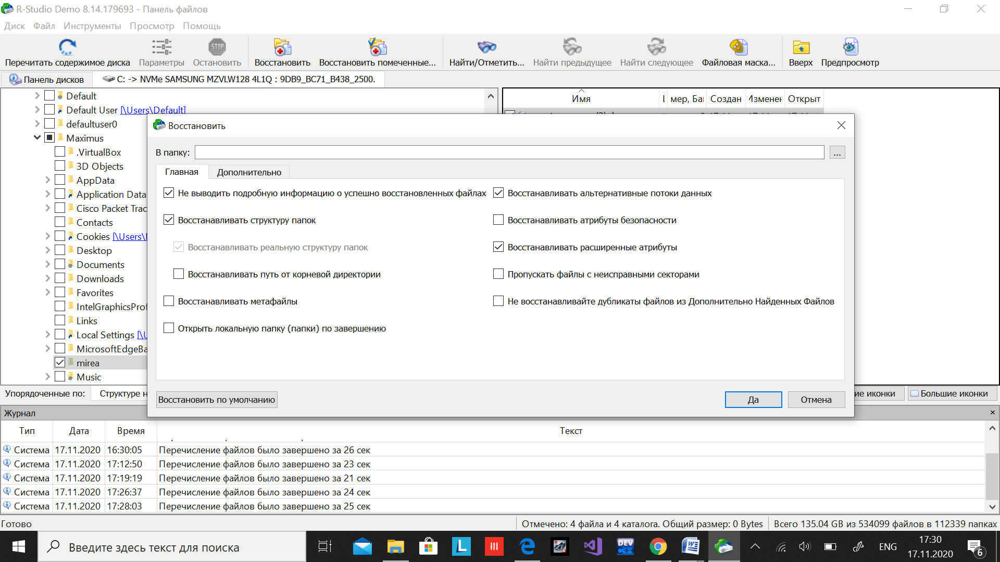 R-Studio Demo 8.14.179693 - Панель файлов
Диск Файл Инструменты Просмотр Помощь
Перечитать содержимое диска Параметры Остановить Восстановить Восстановить помеченные... Найти/Отметить... Найти предыдущее Найти следующее Файловая маска... Вверх Предпросмотр
STOP
Панель дисков C: -> NVMe SAMSUNG MZVLW128 4L1Q : 9DB9_BC71_B438_2500.
Default
Default User [\Users\Default]
defaultuser0
Maximus
.VirtualBox
3D Objects
AppData
Application Data
Cisco Packet Trac
Contacts
Cookies [\Users\
Desktop
Documents
Downloads
Favorites
IntelGraphicsProf
Links
Local Settings [\U
MicrosoftEdgeBa
mirea
Music
Имя мер, Ба Создан Изменен Открыт
Восстановить
В папку:
...
Главная Дополнительно
Не выводить подробную информацию о успешно восстановленных файлах
Восстанавливать альтернативные потоки данных
Восстанавливать структуру папок
Восстанавливать атрибуты безопасности
Восстанавливать реальную структуру папок
Восстанавливать расширенные атрибуты
Восстанавливать путь от корневой директории
Пропускать файлы с неисправными секторами
Восстанавливать метафайлы
Не восстанавливайте дубликаты файлов из Дополнительно Найденных Файлов
Открыть локальную папку (папки) по завершению
Восстановить по умолчанию Да Отмена
Упорядоченные по: Структуре н ие иконки Большие иконки
Журнал
Тип Дата Время Текст
Система 17.11.2020 16:30:05 Перечисление файлов было завершено за 26 сек
Система 17.11.2020 17:12:50 Перечисление файлов было завершено за 23 сек
Система 17.11.2020 17:19:19 Перечисление файлов было завершено за 21 сек
Система 17.11.2020 17:26:37 Перечисление файлов было завершено за 24 сек
Система 17.11.2020 17:28:03 Перечисление файлов было завершено за 25 сек
Готово
Отмечено: 4 файла и 4 каталога. Общий размер: 0 Bytes
Всего 135.04 GB из 534099 файлов в 112339 папках
Введите здесь текст для поиска
L
DEV C++
ENG
17:30
17.11.2020
6